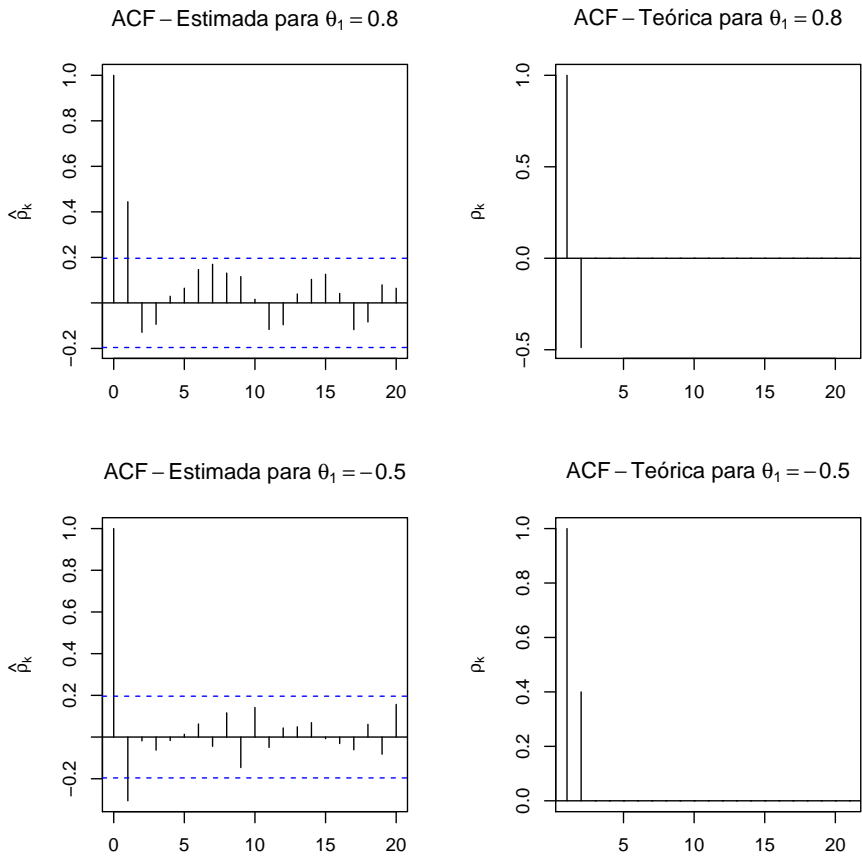 ACF – Estimada para θ₁ = 0.8
ρ̂ₖ
1.0
0.8
0.6
0.4
0.2
−0.2
0 5 10 15 20
ACF – Teórica para θ₁ = 0.8
ρₖ
1.0
0.5
0.0
−0.5
5 10 15 20
ACF – Estimada para θ₁ = −0.5
ρ̂ₖ
1.0
0.8
0.6
0.4
0.2
−0.2
0 5 10 15 20
ACF – Teórica para θ₁ = −0.5
ρₖ
1.0
0.8
0.6
0.4
0.2
0.0
5 10 15 20